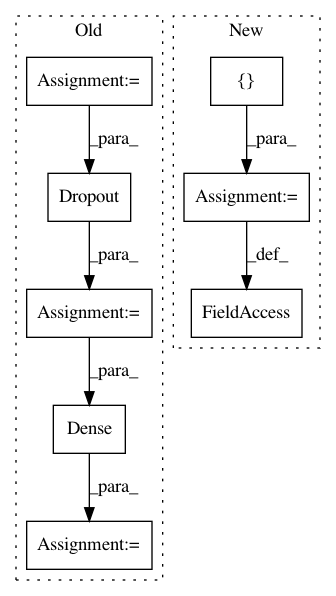 Old
Assignment:=
_para_
Dropout
_para_
Assignment:=
_para_
Dense
_para_
Assignment:=
New
{}
_para_
Assignment:=
_def_
FieldAccess